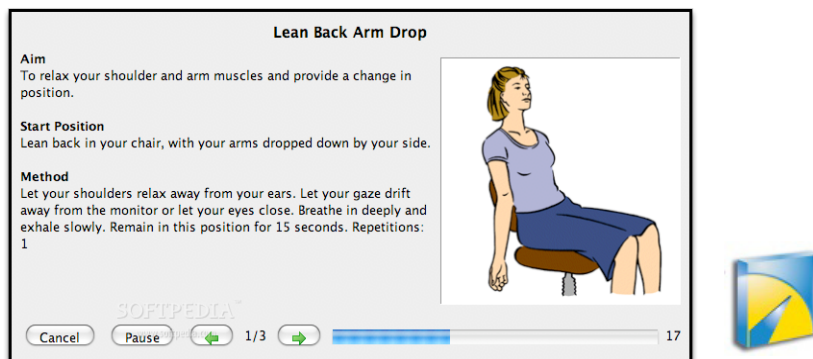 Lean Back Arm Drop
Aim
To relax your shoulder and arm muscles and provide a change in
position.
Start Position
Lean back in your chair, with your arms dropped down by your side.
Method
Let your shoulders relax away from your ears. Let your gaze drift
away from the monitor or let your eyes close. Breathe in deeply and
exhale slowly. Remain in this position for 15 seconds. Repetitions:
1
SOFTPEDIA™
Cancel Pause 1/3 17